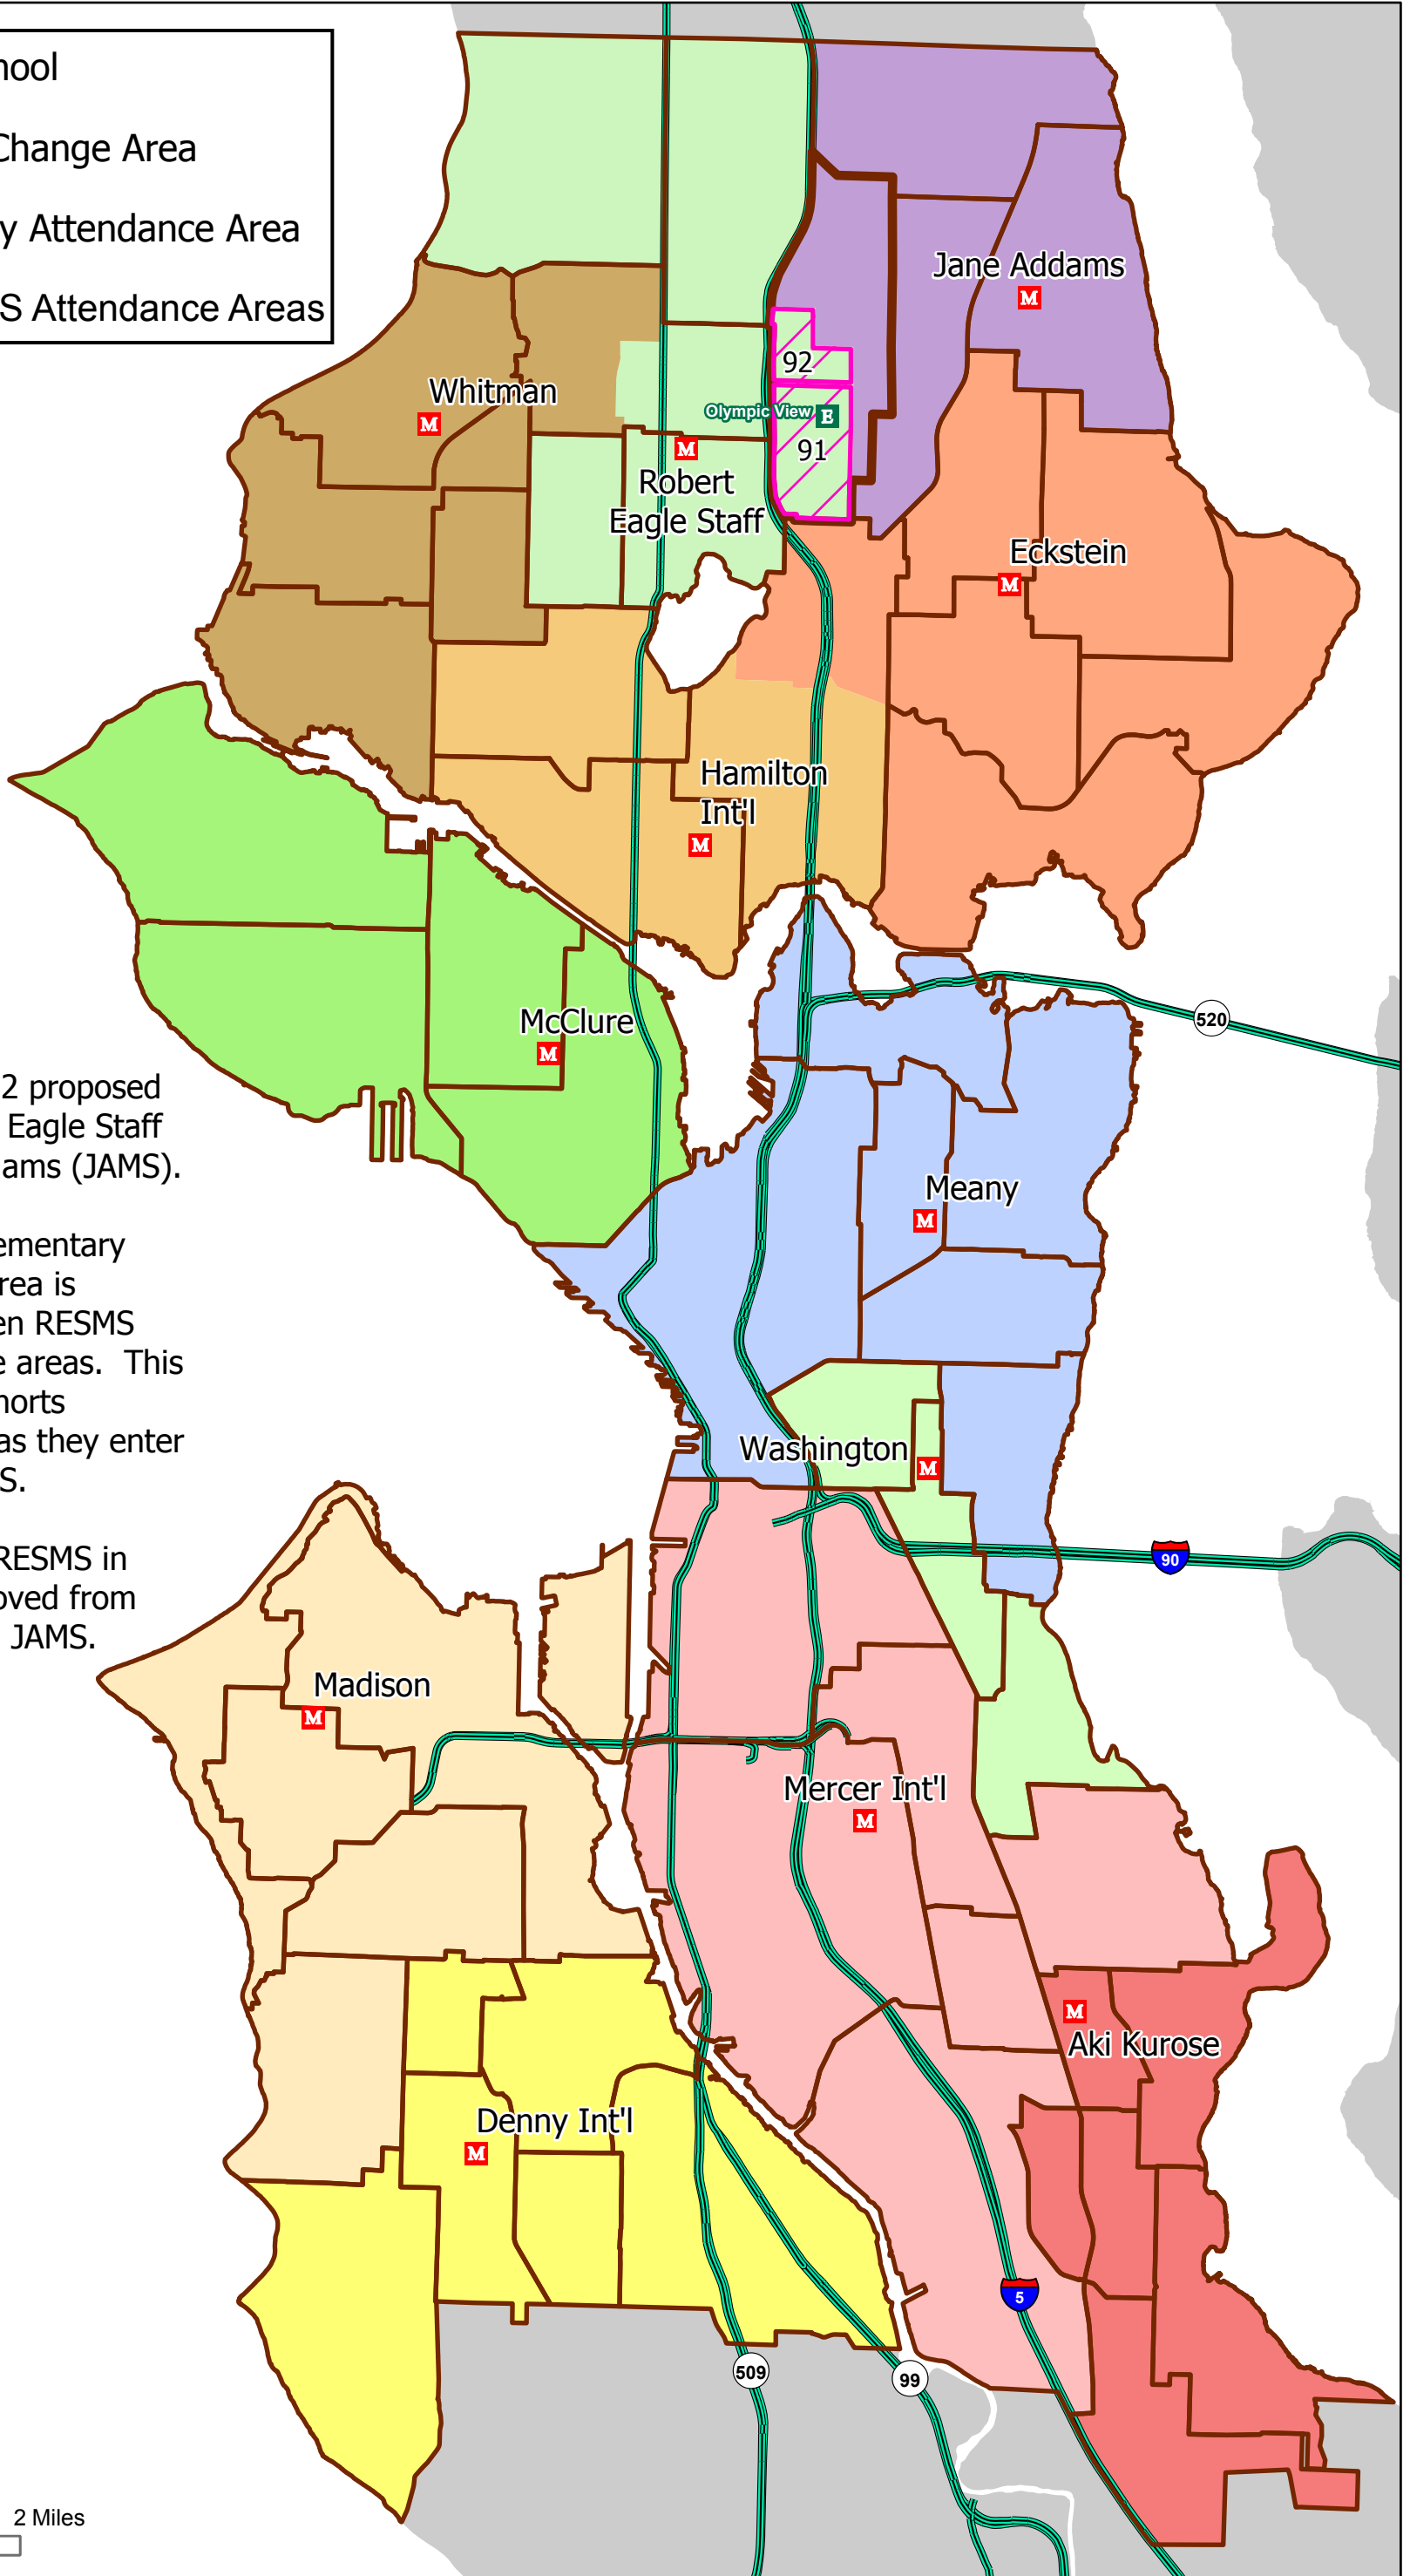 hool
Change Area
y Attendance Area
S Attendance Areas
Jane Addams
M
92
Whitman
M
Olympic View E
91
M
Robert
Eagle Staff
Eckstein
M
Hamilton
Int'l
M
520
McClure
M
2 proposed
Eagle Staff
ams (JAMS).
ementary
rea is
en RESMS
e areas. This
horts
as they enter
S.
RESMS in
oved from
JAMS.
Meany
M
Washington
M
90
Madison
M
Mercer Int'l
M
M
Aki Kurose
Denny Int'l
M
5
509
99
2 Miles